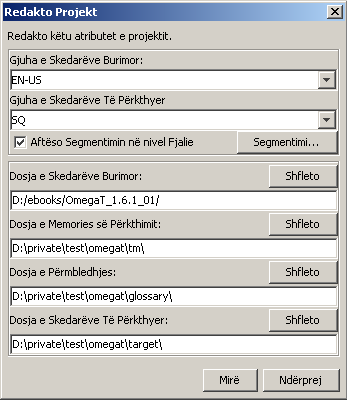 Redakto Projekt
Redakto këtu atributet e projektit.
Gjuha e Skedarëve Burimor:
EN-US
Gjuha e Skedarëve Të Përkthyer
SQ
Aftëso Segmentimin në nivel Fjalie
Segmentimi...
Dosja e Skedarëve Burimor:
Shfleto
D:/ebooks/OmegaT_1.6.1_01/
Dosja e Memories së Përkthimit:
Shfleto
D:\private\test\omegat\tm\
Dosja e Përmbledhjes:
Shfleto
D:\private\test\omegat\glossary\
Dosja e Skedarëve Të Përkthyer:
Shfleto
D:\private\test\omegat\target\
Mirë
Ndërprej